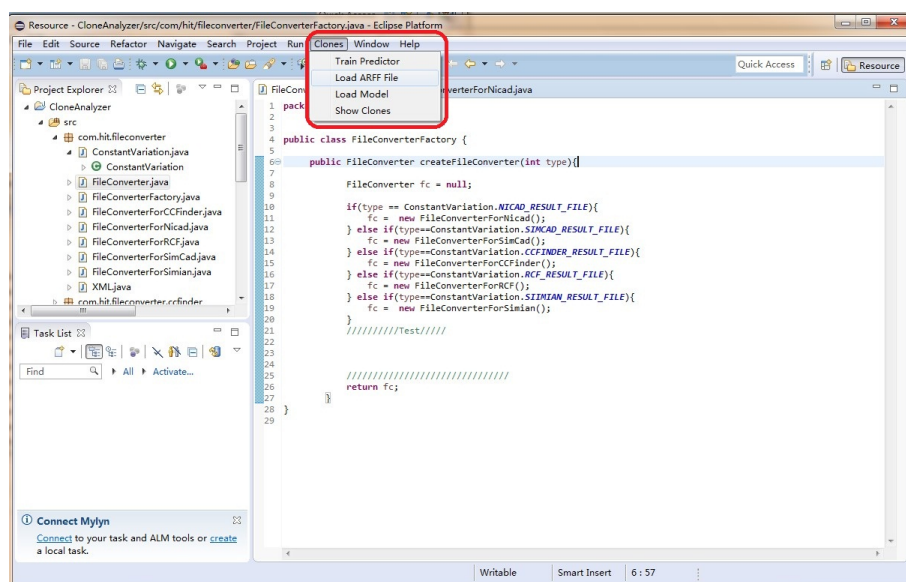 Resource - CloneAnalyzer/src/com/hit/fileconverter/FileConverterFactory.java - Eclipse Platform
File Edit Source Refactor Navigate Search Project Run Clones Window Help
Train Predictor
Load ARFF File
Load Model
Show Clones
Quick Access
Resource
Project Explorer
CloneAnalyzer
src
com.hit.fileconverter
ConstantVariation.java
ConstantVariation
FileConverter.java
FileConverterFactory.java
FileConverterForCCFinder.java
FileConverterForNicad.java
FileConverterForRCF.java
FileConverterForSimCad.java
FileConverterForSimian.java
XML.java
com.hit.fileconverter.ccfinder
Task List
Find
All
Activate...
Connect Mylyn
Connect to your task and ALM tools or create
a local task.
FileConv
verterForNicad.java
1 pack
2
3
4 public class FileConverterFactory {
5
6 public FileConverter createFileConverter(int type){
7
8 FileConverter fc = null;
9
10 if(type == ConstantVariation.NICAD_RESULT_FILE){
11 fc = new FileConverterForNicad();
12 } else if(type==ConstantVariation.SIMCAD_RESULT_FILE){
13 fc = new FileConverterForSimCad();
14 } else if(type==ConstantVariation.CCFINDER_RESULT_FILE){
15 fc = new FileConverterForCCFinder();
16 } else if(type==ConstantVariation.RCF_RESULT_FILE){
17 fc = new FileConverterForRCF();
18 } else if(type==ConstantVariation.SIIMIAN_RESULT_FILE){
19 fc = new FileConverterForSimian();
20 }
21 //////////Test/////
22
23
24
25 ///////////////////////////////
26 return fc;
27 }
28 }
29
Writable
Smart Insert
6 : 57